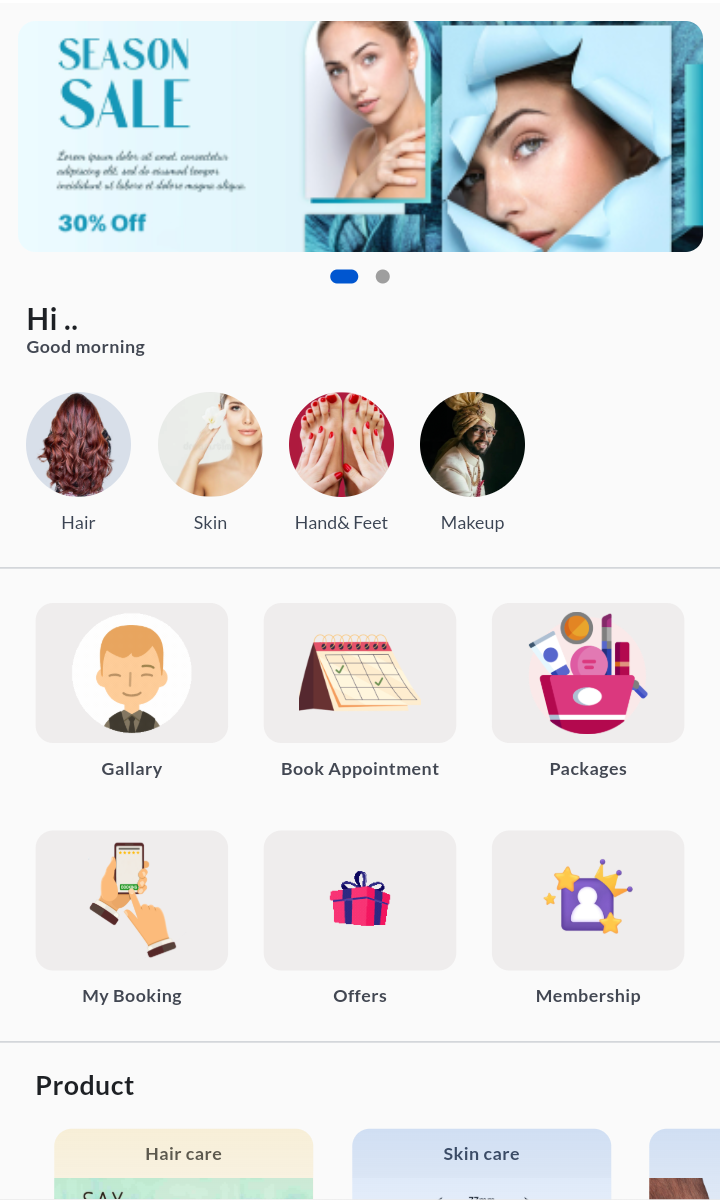 SEASON
SALE
Lorem ipsum dolor sit amet, consectetur
adipiscing elit, sed do eiusmod tempor
incididunt ut labore et dolore magna aliqua.
30% Off
Hi ..
Good morning
Hair
Skin
Hand& Feet
Makeup
Gallary
Book Appointment
Packages
My Booking
Offers
Membership
Product
Hair care
Skin care